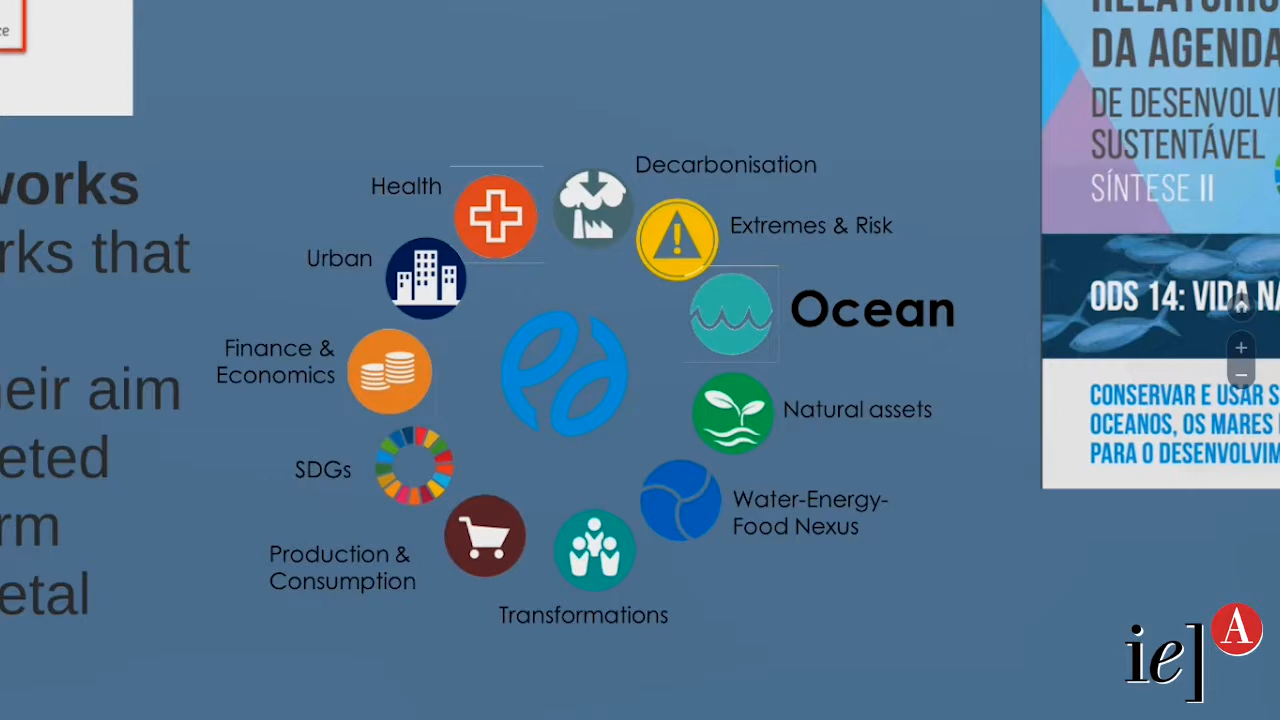 works
rks that
eir aim
eted
rm
etal
Health
Decarbonisation
Extremes & Risk
Urban
Ocean
Finance &
Economics
Natural assets
SDGs
Water-Energy-
Food Nexus
Production &
Consumption
Transformations
DA AGENDA
DE DESENVOLVI
SUSTENTÁVEL
SÍNTESE II
ODS 14: VIDA NA
CONSERVAR E USAR S
OCEANOS, OS MARES
PARA O DESENVOLVIM
ie] A